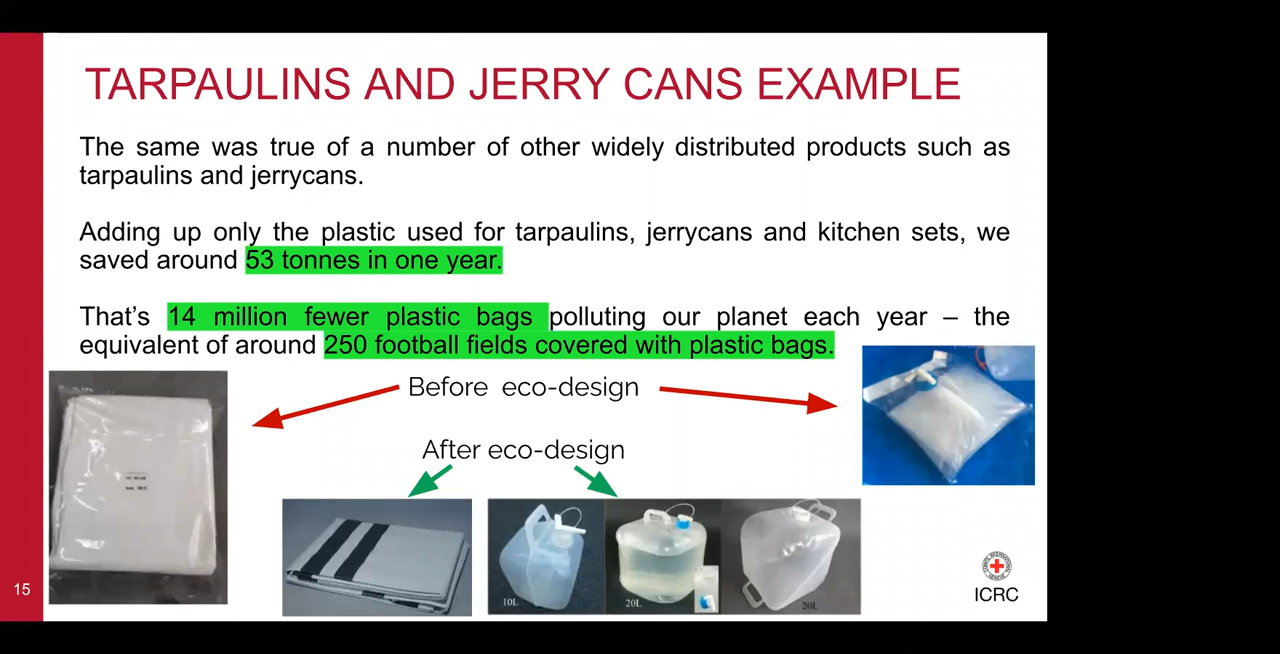 TARPAULINS AND JERRY CANS EXAMPLE
The same was true of a number of other widely distributed products such as
tarpaulins and jerrycans.
Adding up only the plastic used for tarpaulins, jerrycans and kitchen sets, we
saved around 53 tonnes in one year.
That's 14 million fewer plastic bags polluting our planet each year – the
equivalent of around 250 football fields covered with plastic bags.
Before eco-design
After eco-design
10L
20L
20L
15
ICRC